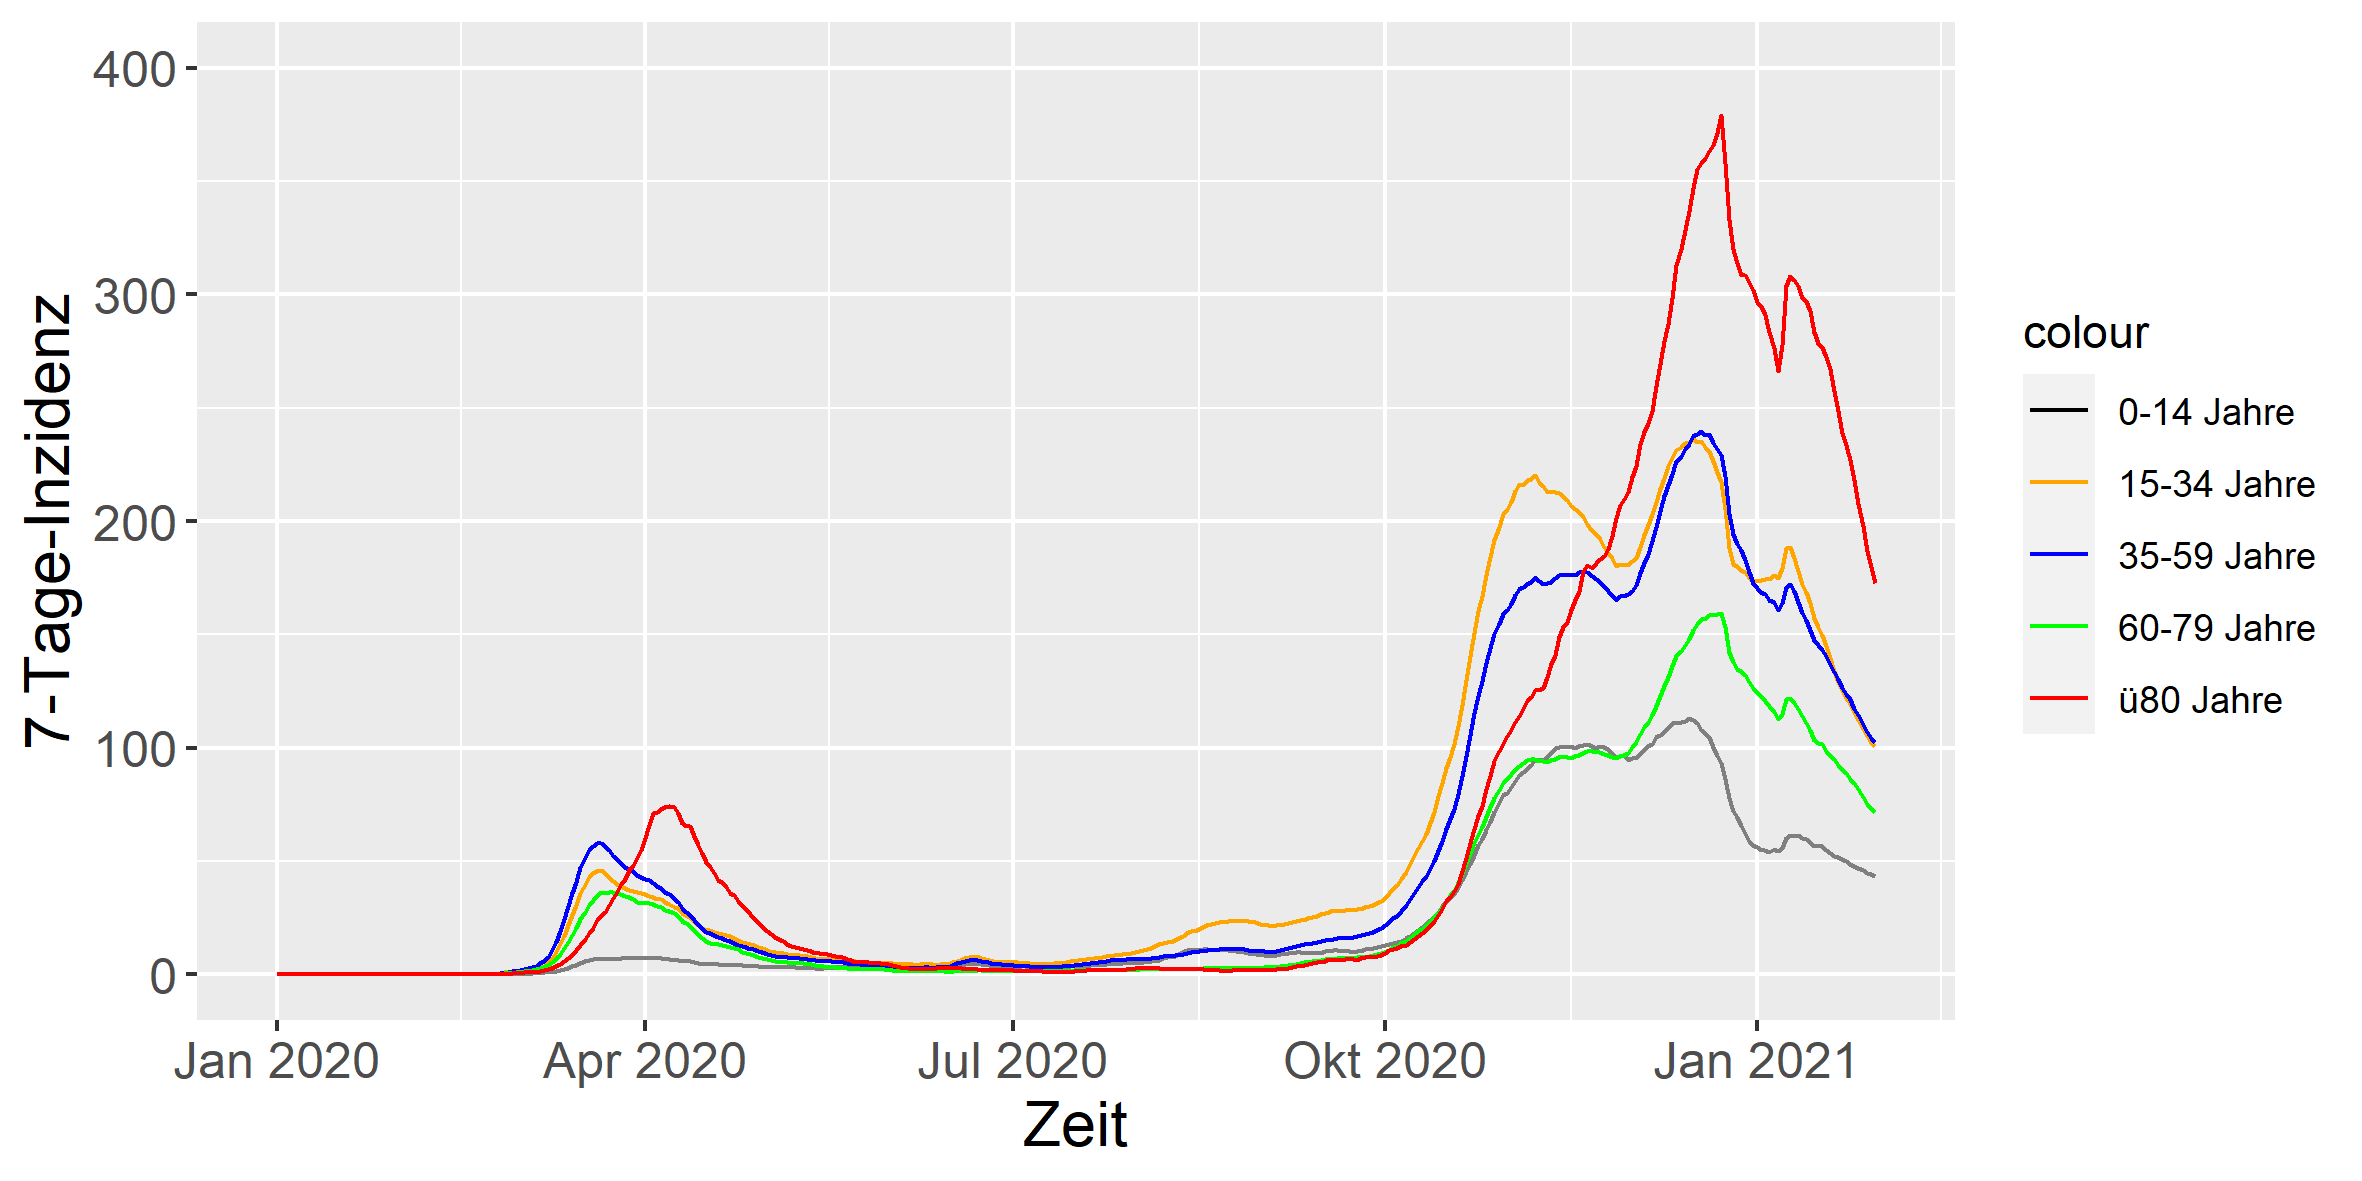 7-Tage-Inzidenz
400
300
200
100
0
Jan 2020
Apr 2020
Jul 2020
Okt 2020
Jan 2021
Zeit
colour
0-14 Jahre
15-34 Jahre
35-59 Jahre
60-79 Jahre
ü80 Jahre